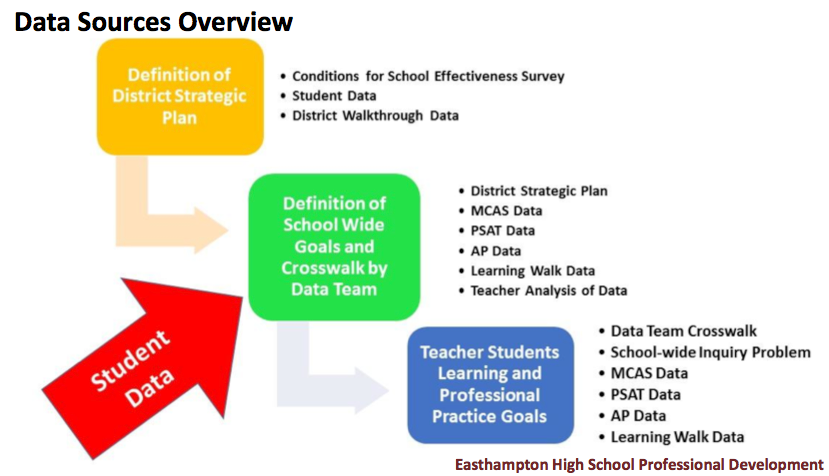 Data Sources Overview
Definition of
District Strategic
Plan
• Conditions for School Effectiveness Survey
• Student Data
• District Walkthrough Data
Definition of
School Wide
Goals and
Crosswalk by
Data Team
• District Strategic Plan
• MCAS Data
• PSAT Data
• AP Data
• Learning Walk Data
• Teacher Analysis of Data
Student
Data
Teacher Students
Learning and
Professional
Practice Goals
• Data Team Crosswalk
• School-wide Inquiry Problem
• MCAS Data
• PSAT Data
• AP Data
• Learning Walk Data
Easthampton High School Professional Development